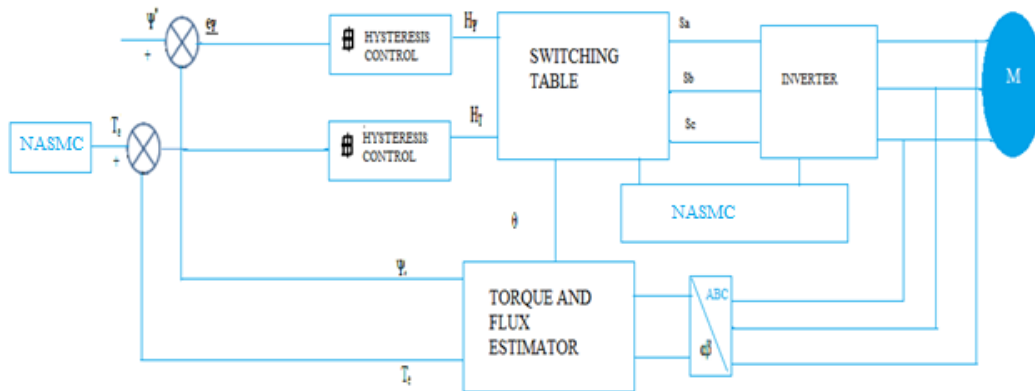 Ψ*
+
eψ
HYSTERESIS
CONTROL
Hψ
SWITCHING
TABLE
Sa
Sb
Sc
INVERTER
M
NASMC
Te
+
HYSTERESIS
CONTROL
HT
NASMC
θ
Ψs
TORQUE AND
FLUX
ESTIMATOR
Te
ABC
αβ